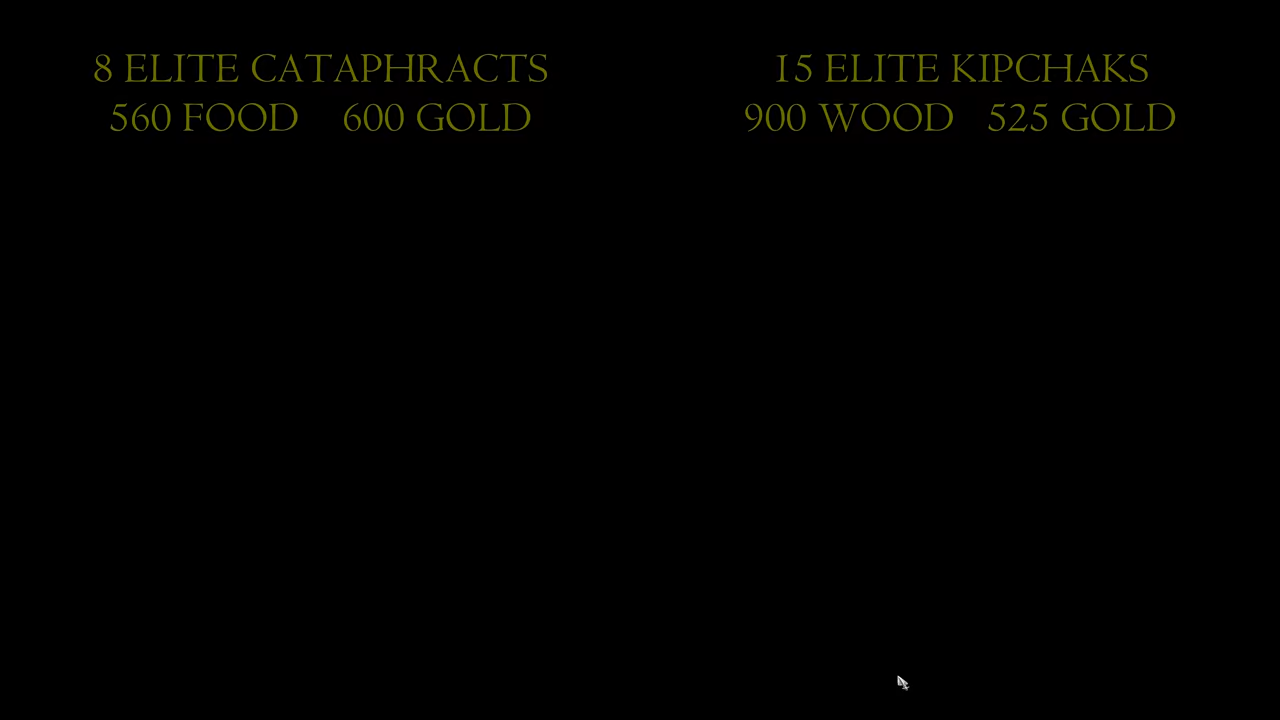 8 ELITE CATAPHRACTS
560 FOOD 600 GOLD
15 ELITE KIPCHAKS
900 WOOD 525 GOLD